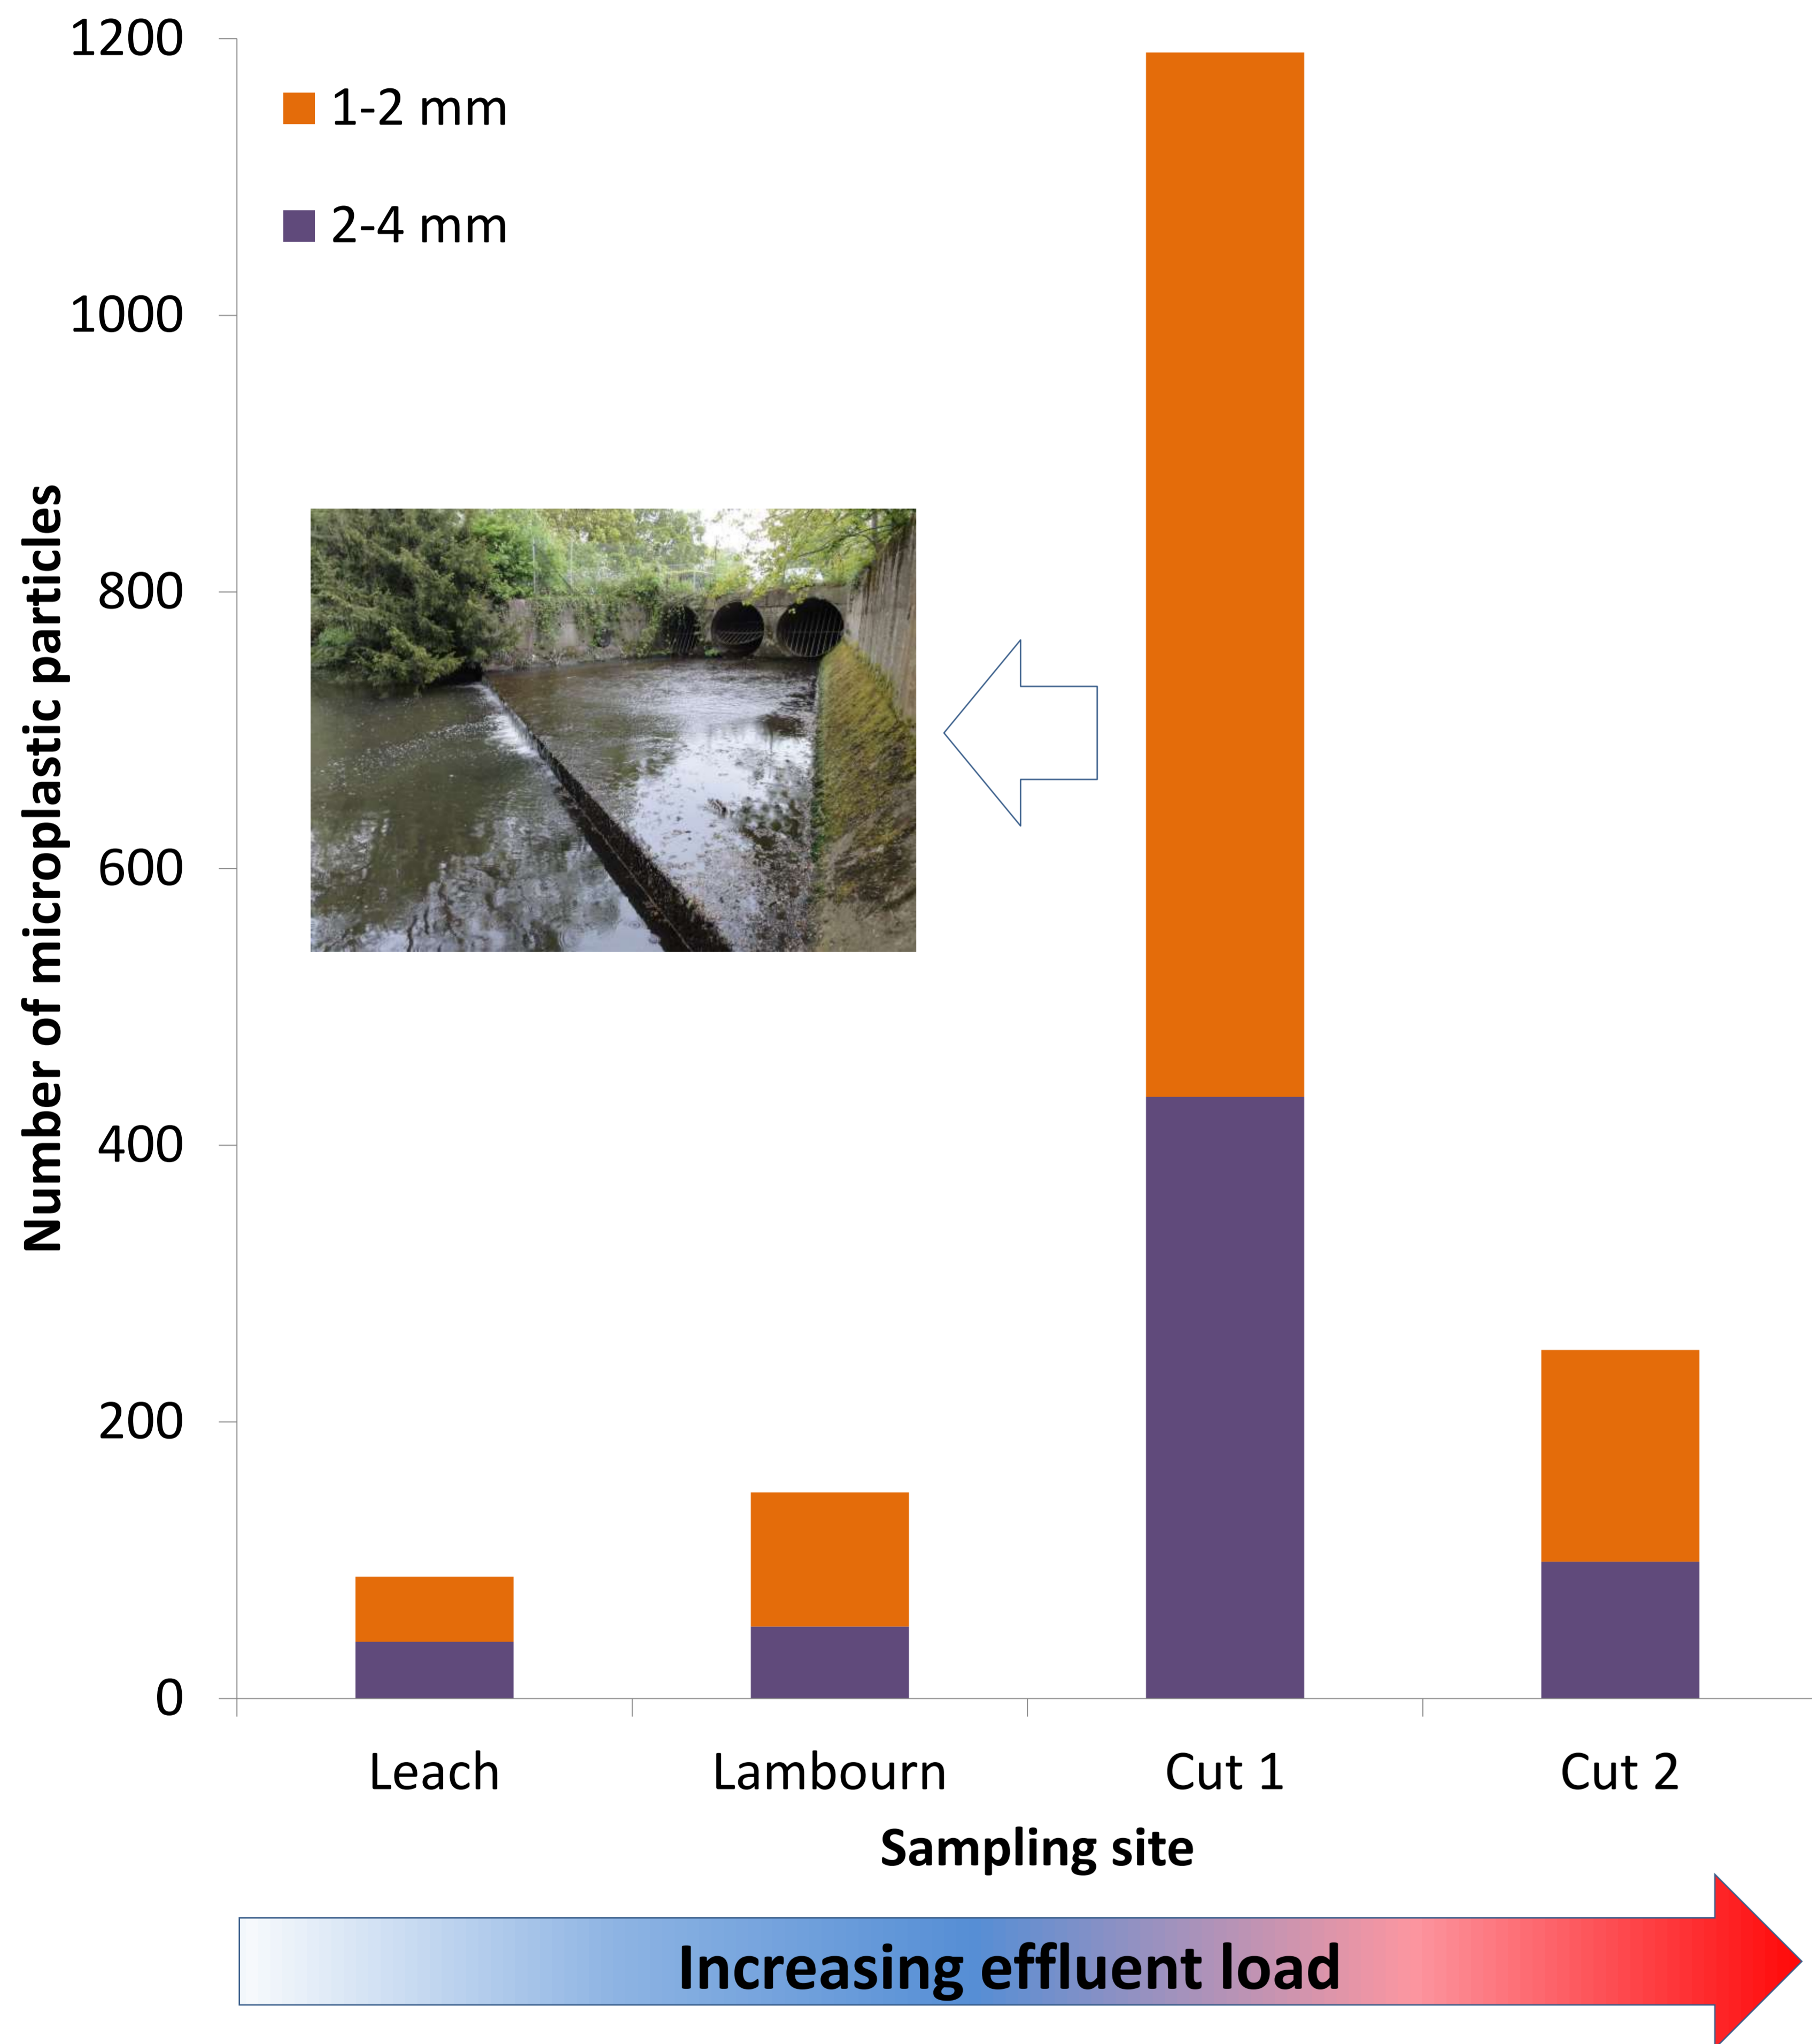 1200
1-2 mm
2-4 mm
1000
800
600
400
200
0
Number of microplastic particles
Leach Lambourn Cut 1 Cut 2
Sampling site
Increasing effluent load